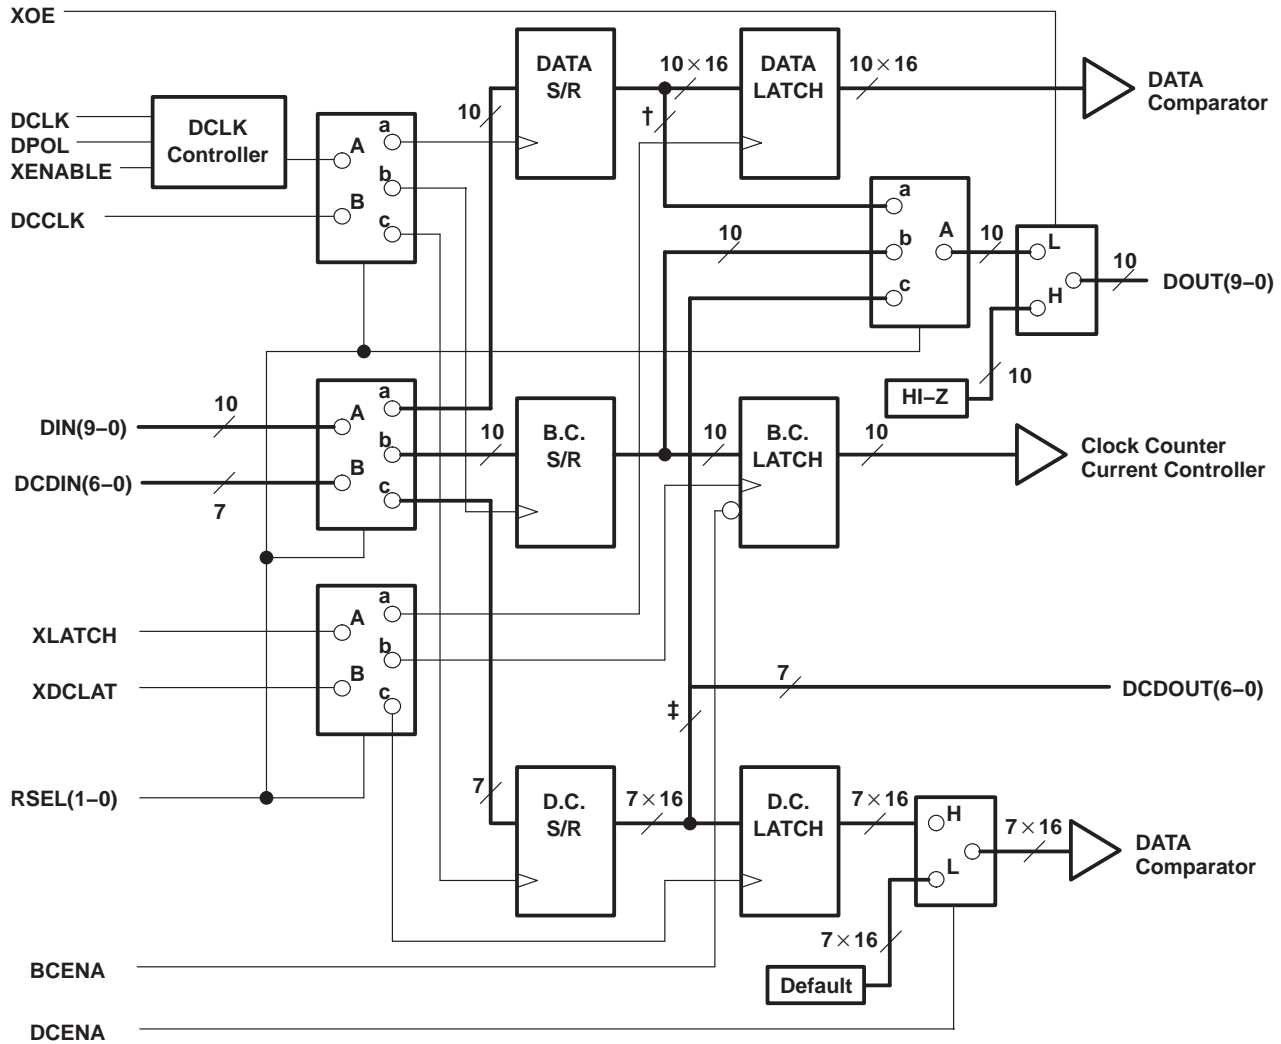 XOE
DCLK
DPOL
XENABLE
DCCLK
DCLK
Controller
A
B
a
b
c
10
DATA
S/R
10×16
†
DATA
LATCH
10×16
DATA
Comparator
a
b
c
A
10
10
L
H
10
DOUT(9–0)
HI–Z
10
DIN(9–0)
10
DCDIN(6–0)
7
A
B
a
b
c
10
B.C.
S/R
10
B.C.
LATCH
10
Clock Counter
Current Controller
XLATCH
XDCLAT
A
B
a
b
c
7
DCDOUT(6–0)
‡
RSEL(1–0)
7
D.C.
S/R
7×16
D.C.
LATCH
7×16
H
L
7×16
DATA
Comparator
7×16
Default
BCENA
DCENA